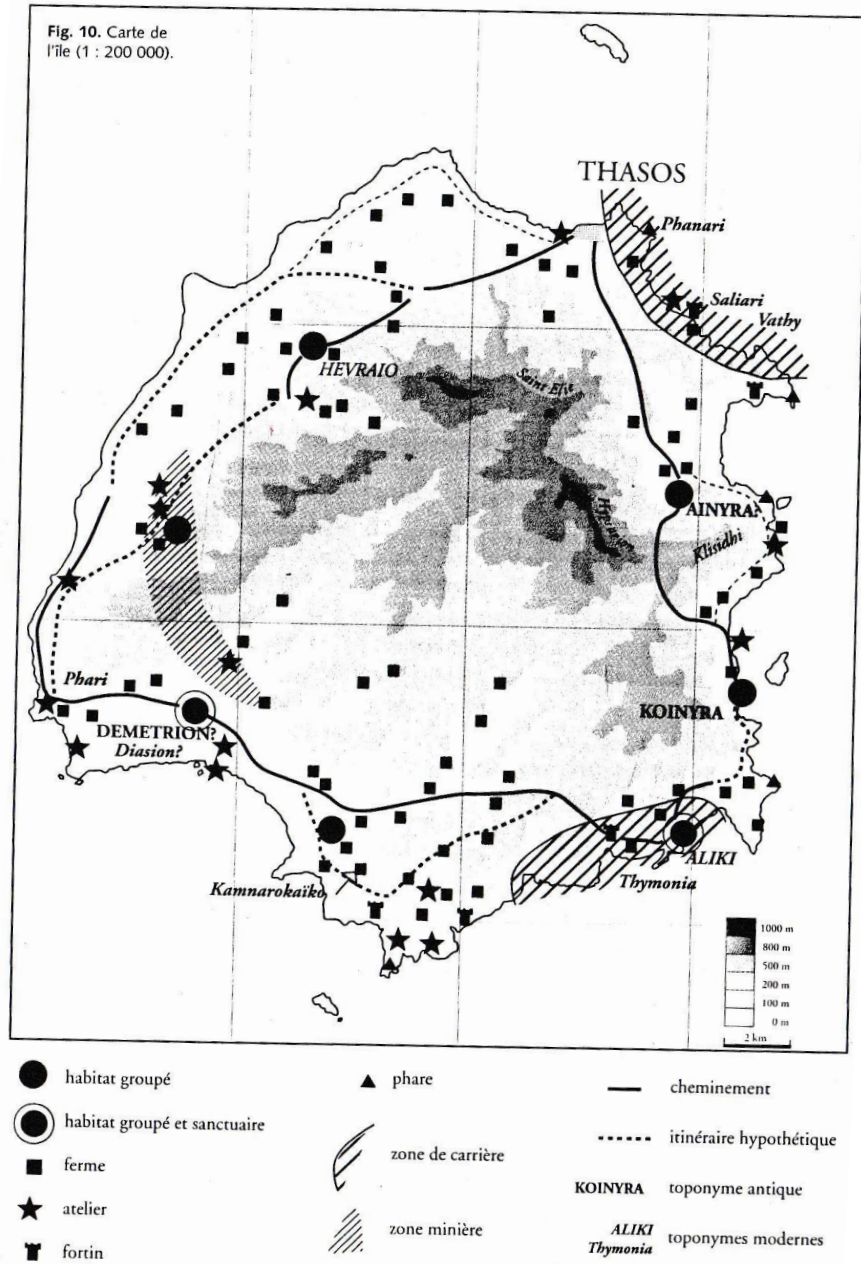 Fig. 10. Carte de
l'île (1 : 200 000).
THASOS
Phanari
Saliari
Vathy
HEVRAIO
Saint Elie
AINYRA?
Klisidhi
Phari
KOINYRA
DEMETRION?
Diasion?
ALIKI
Thymonia
Kamnarokaïko
1000 m
800 m
500 m
200 m
100 m
0 m
2 km
habitat groupé
habitat groupé et sanctuaire
ferme
atelier
fortin
phare
zone de carrière
zone minière
cheminement
itinéraire hypothétique
KOINYRA toponyme antique
ALIKI
Thymonia toponymes modernes